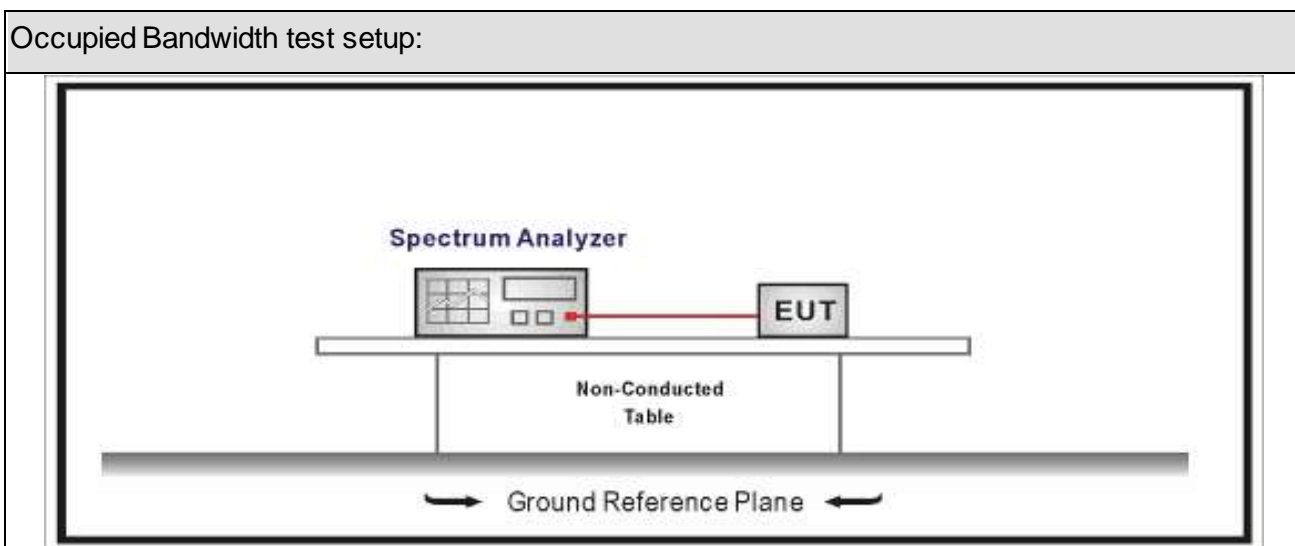 Occupied Bandwidth test setup:
Spectrum Analyzer
EUT
Non-Conducted
Table
Ground Reference Plane